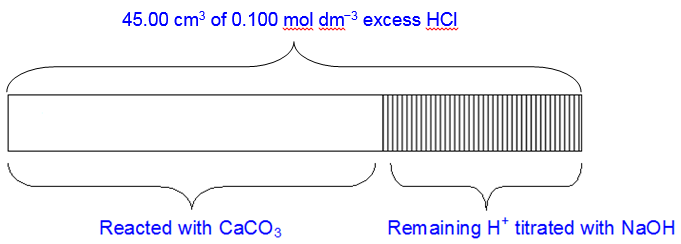 45.00 cm³ of 0.100 mol dm⁻³ excess HCl
Reacted with CaCO₃
Remaining H⁺ titrated with NaOH